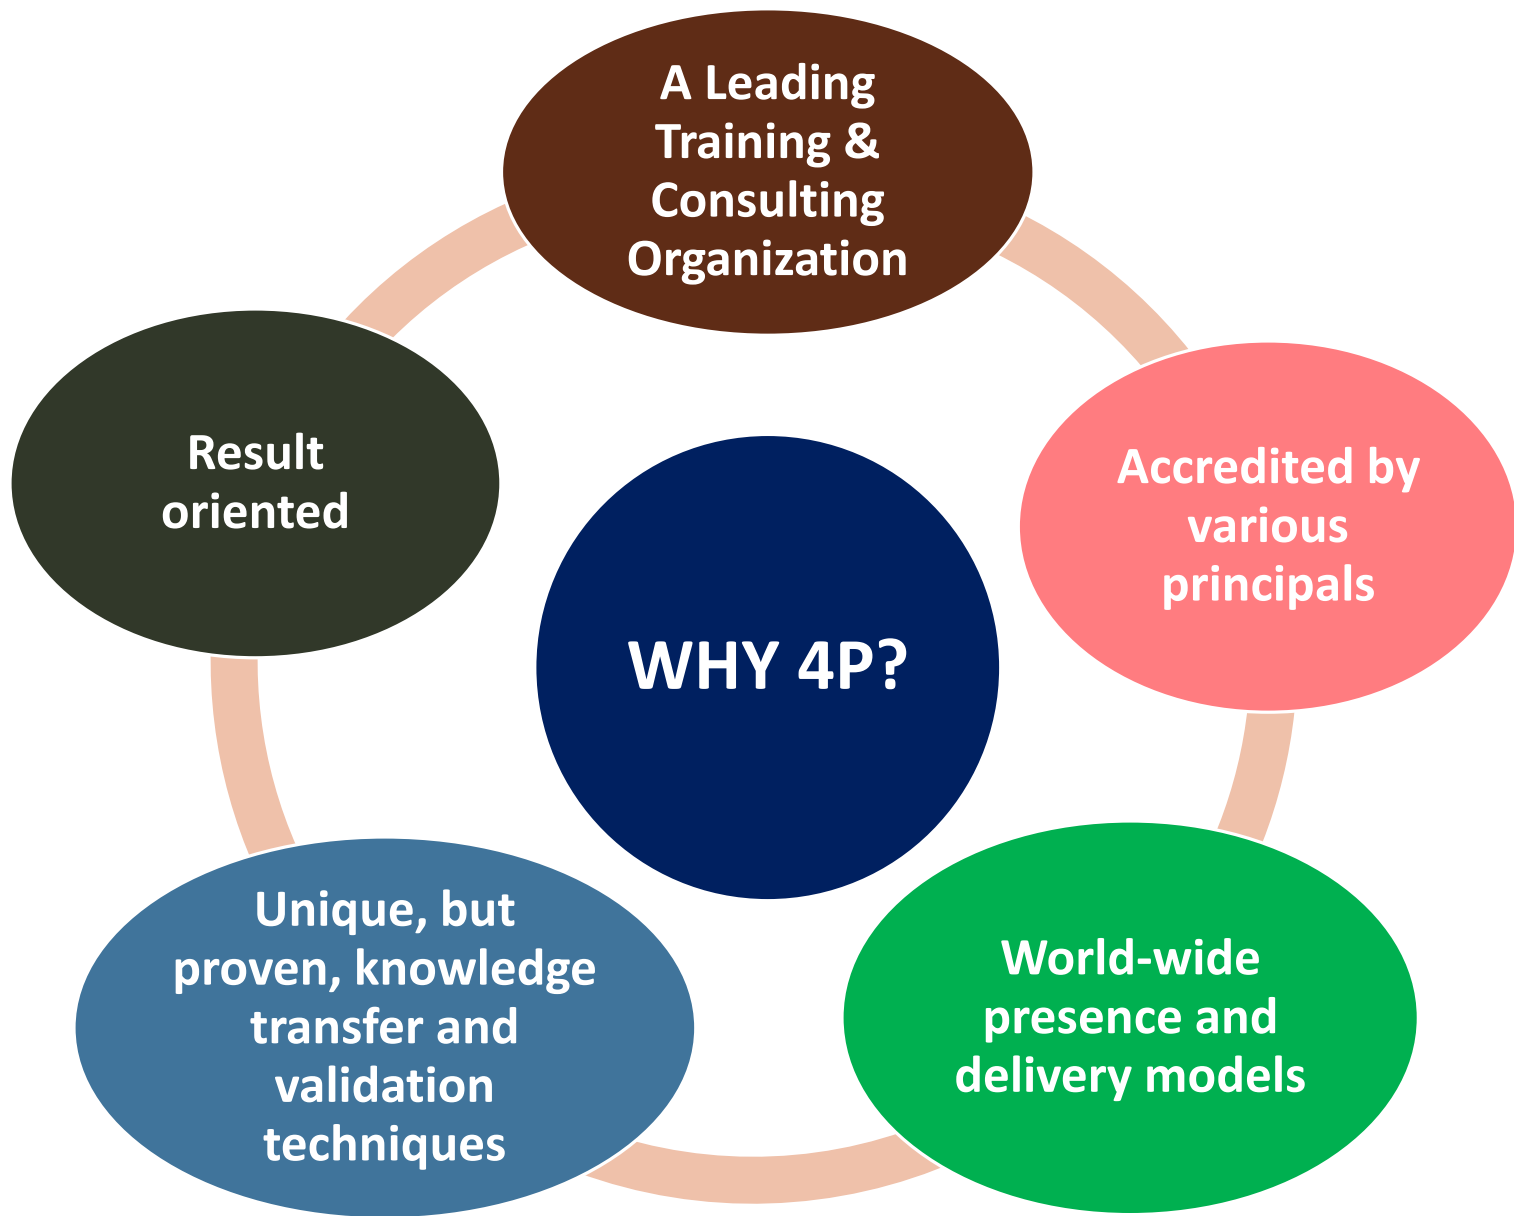 A Leading
Training &
Consulting
Organization
Accredited by
various
principals
World-wide
presence and
delivery models
Unique, but
proven, knowledge
transfer and
validation
techniques
Result
oriented
WHY 4P?